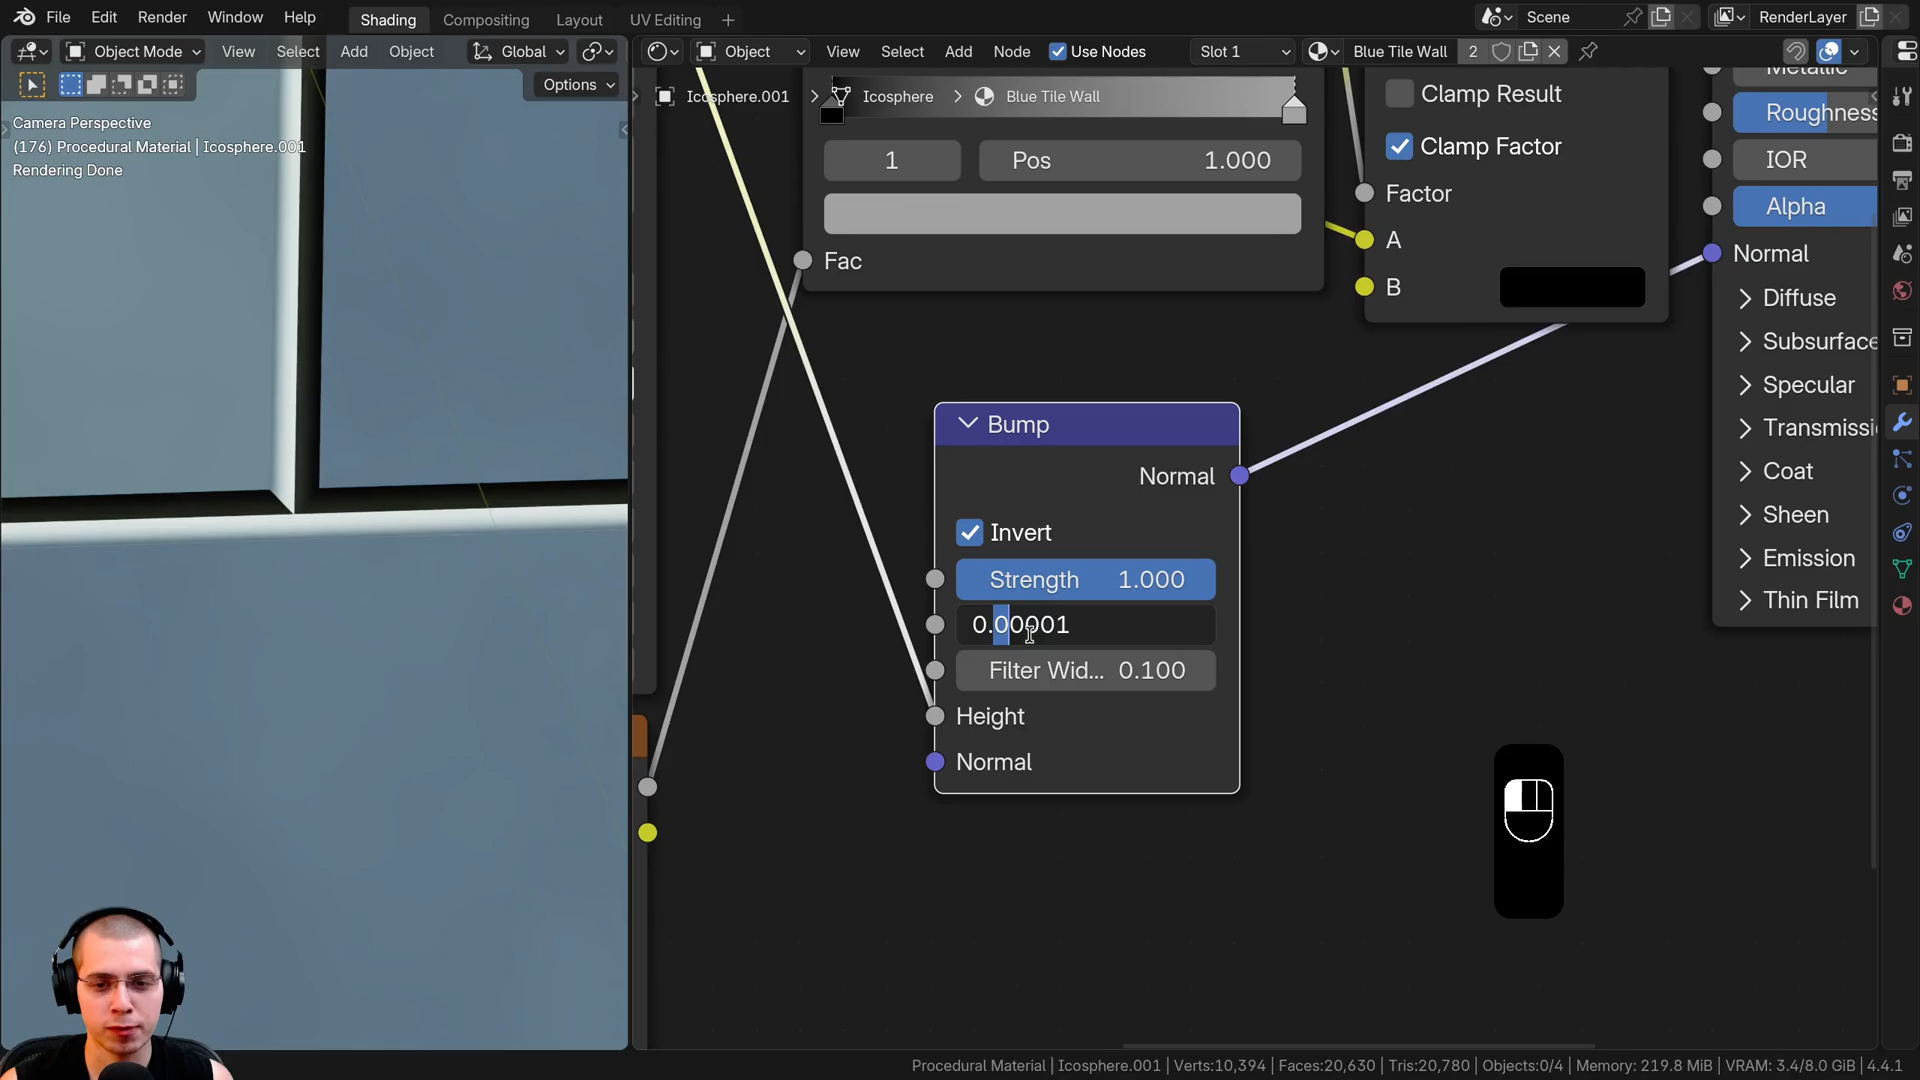 File Edit Render Window Help Shading Compositing Layout UV Editing Scene RenderLayer
Object Mode View Select Add Object Global Object View Select Add Node Use Nodes Slot 1 Blue Tile Wall 2
Options
Camera Perspective
(176) Procedural Material | Icosphere.001
Rendering Done
Icosphere.001 Icosphere Blue Tile Wall
1 Pos 1.000
Fac
Clamp Result
Clamp Factor
Factor
A
B
Metallic
Roughness
IOR
Alpha
Normal
Diffuse
Subsurface
Specular
Transmissi
Coat
Sheen
Emission
Thin Film
Bump
Normal
Invert
Strength 1.000
0.00001
Filter Wid... 0.100
Height
Normal
Procedural Material | Icosphere.001 | Verts:10,394 | Faces:20,630 | Tris:20,780 | Objects:0/4 | Memory: 219.8 MiB | VRAM: 3.4/8.0 GiB | 4.4.1